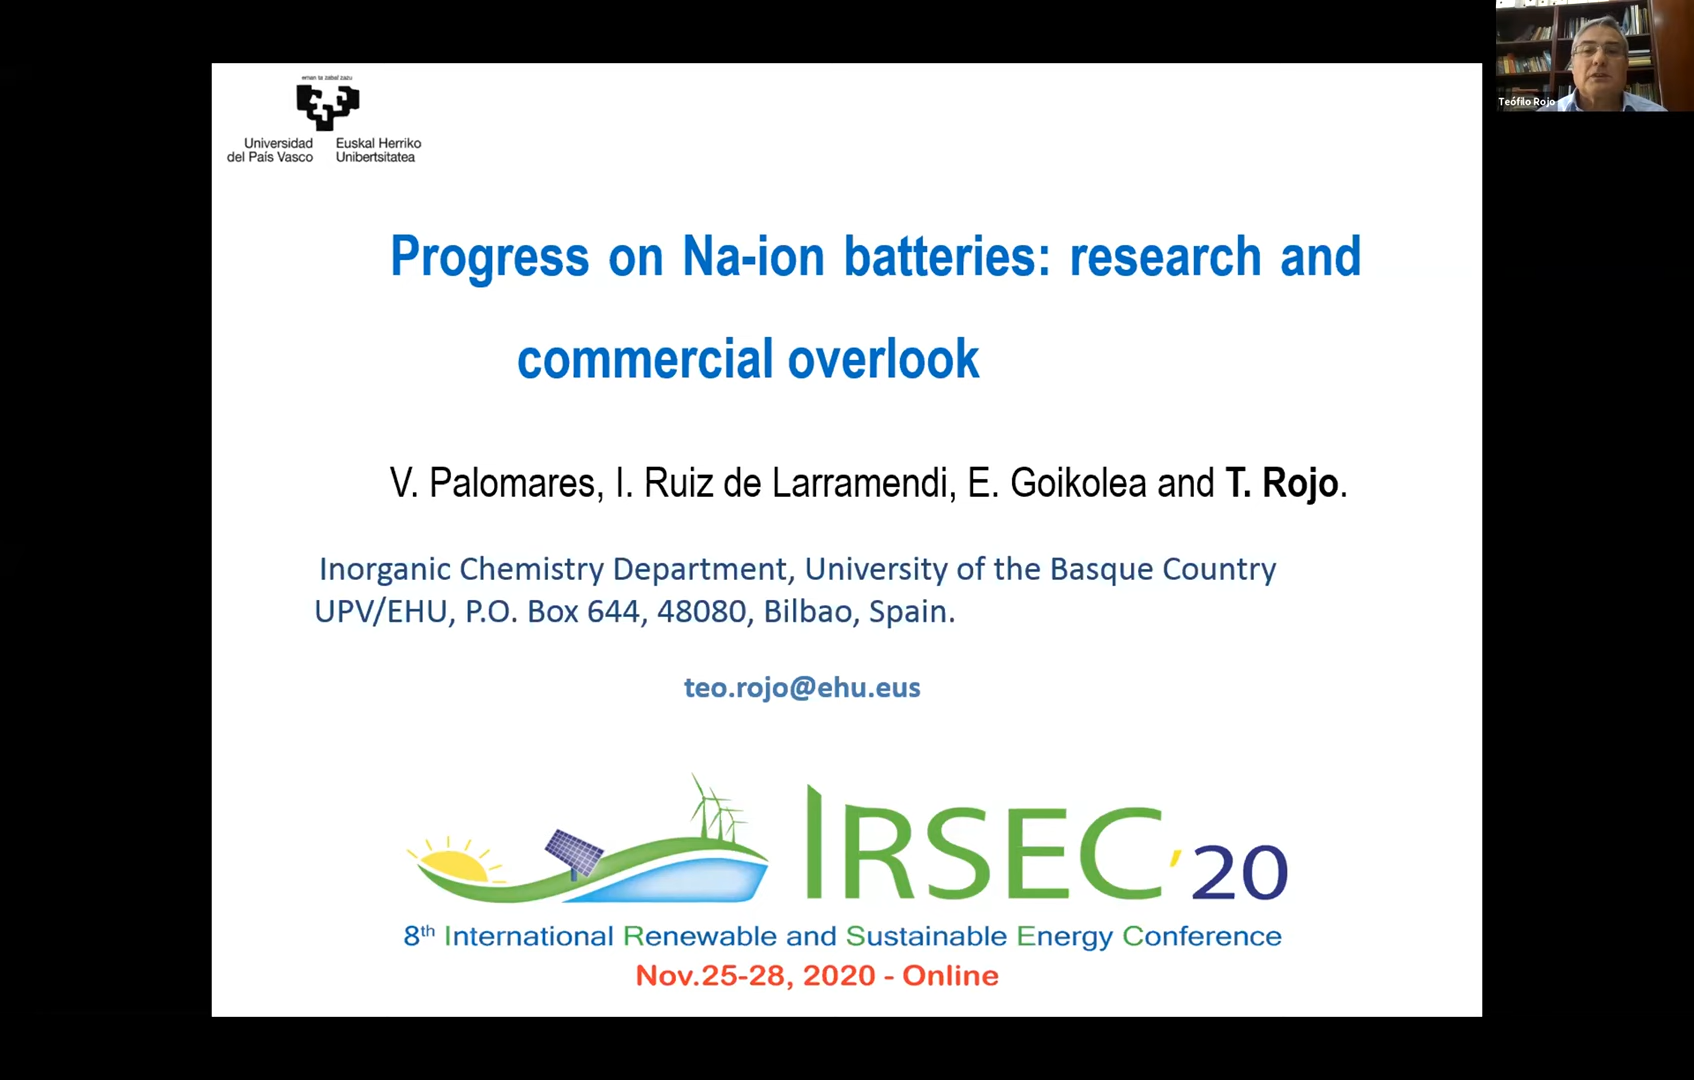 eman ta zabal zazu
Universidad
del País Vasco
Euskal Herriko
Unibertsitatea
Teófilo Rojo
Progress on Na-ion batteries: research and
commercial overlook
V. Palomares, I. Ruiz de Larramendi, E. Goikolea and T. Rojo.
Inorganic Chemistry Department, University of the Basque Country
UPV/EHU, P.O. Box 644, 48080, Bilbao, Spain.
teo.rojo@ehu.eus
IRSEC '20
8th International Renewable and Sustainable Energy Conference
Nov.25-28, 2020 - Online